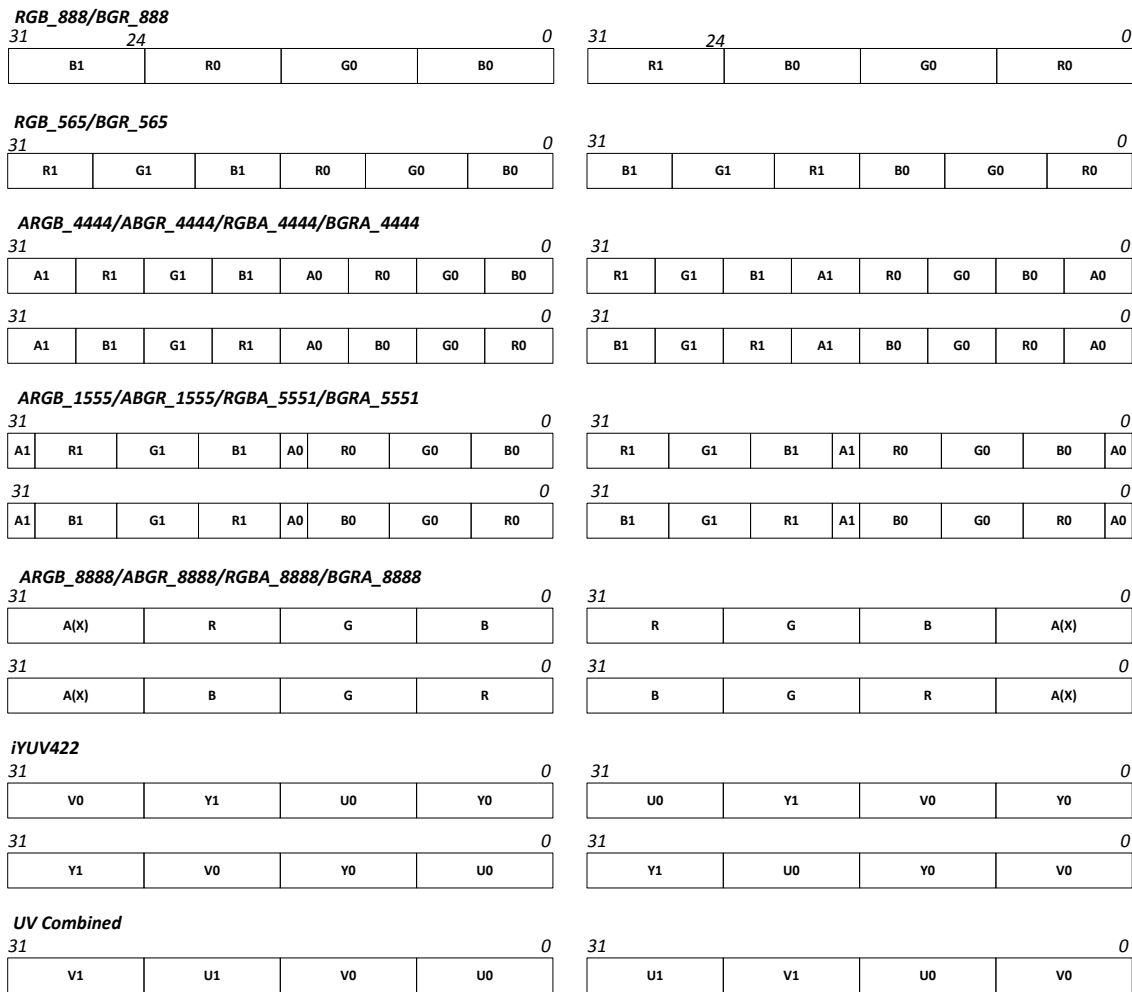 RGB_888/BGR_888
31 24 0 31 24 0
B1 R0 G0 B0 R1 B0 G0 R0
RGB_565/BGR_565
31 0 31 0
R1 G1 B1 R0 G0 B0 B1 G1 R1 B0 G0 R0
ARGB_4444/ABGR_4444/RGBA_4444/BGRA_4444
31 0 31 0
A1 R1 G1 B1 A0 R0 G0 B0 R1 G1 B1 A1 R0 G0 B0 A0
31 0 31 0
A1 B1 G1 R1 A0 B0 G0 R0 B1 G1 R1 A1 B0 G0 R0 A0
ARGB_1555/ABGR_1555/RGBA_5551/BGRA_5551
31 0 31 0
A1 R1 G1 B1 A0 R0 G0 B0 R1 G1 B1 A1 R0 G0 B0 A0
31 0 31 0
A1 B1 G1 R1 A0 B0 G0 R0 B1 G1 R1 A1 B0 G0 R0 A0
ARGB_8888/ABGR_8888/RGBA_8888/BGRA_8888
31 0 31 0
A(X) R G B R G B A(X)
31 0 31 0
A(X) B G R B G R A(X)
iYUV422
31 0 31 0
V0 Y1 U0 Y0 U0 Y1 V0 Y0
31 0 31 0
Y1 V0 Y0 U0 Y1 U0 Y0 V0
UV Combined
31 0 31 0
V1 U1 V0 U0 U1 V1 U0 V0